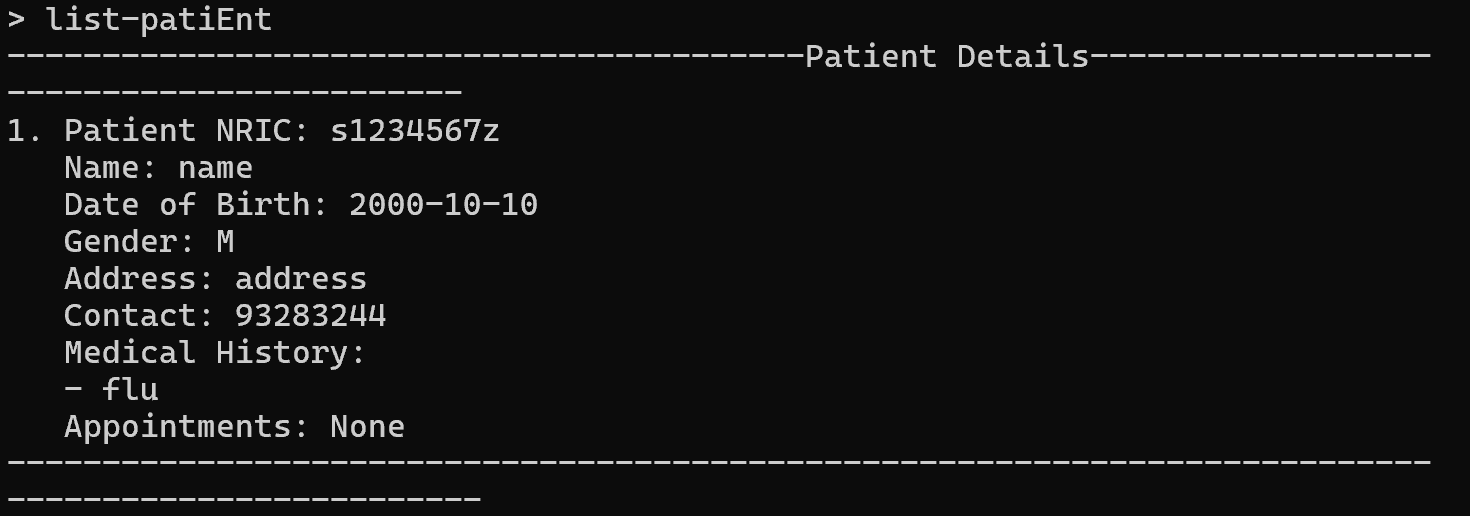 > list-patiEnt
------------------------------------------Patient Details------------------
------------------------
1. Patient NRIC: s1234567z
   Name: name
   Date of Birth: 2000-10-10
   Gender: M
   Address: address
   Contact: 93283244
   Medical History:
   - flu
   Appointments: None
---------------------------------------------------------------------------
-------------------------